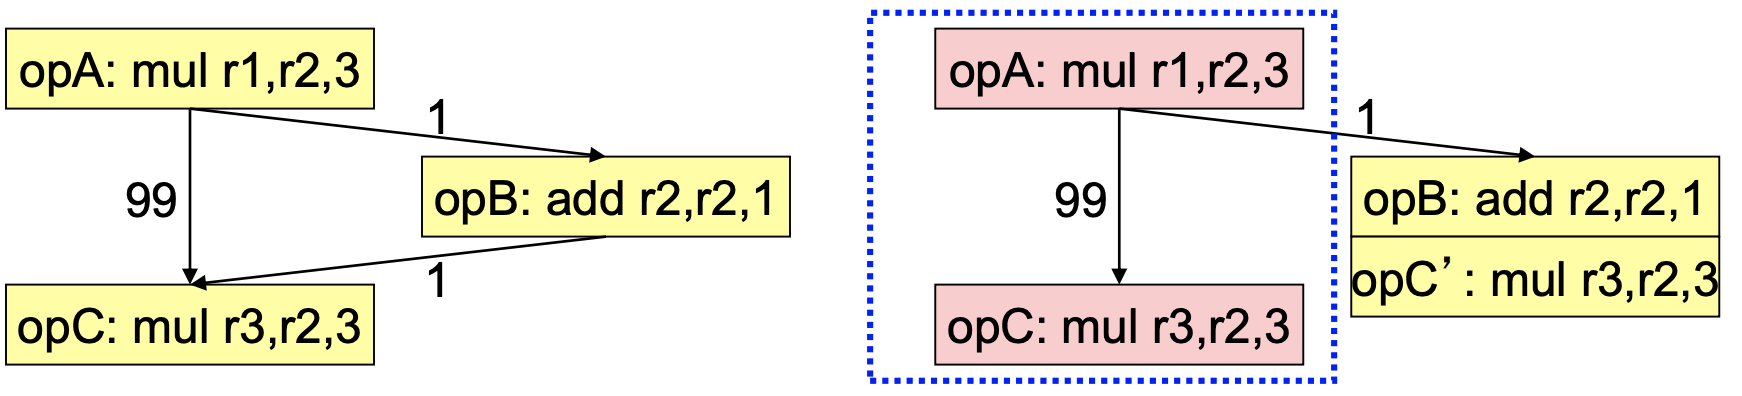 opA: mul r1,r2,3
1
99
opB: add r2,r2,1
1
opC: mul r3,r2,3
opA: mul r1,r2,3
1
99
opB: add r2,r2,1
opC’: mul r3,r2,3
opC: mul r3,r2,3